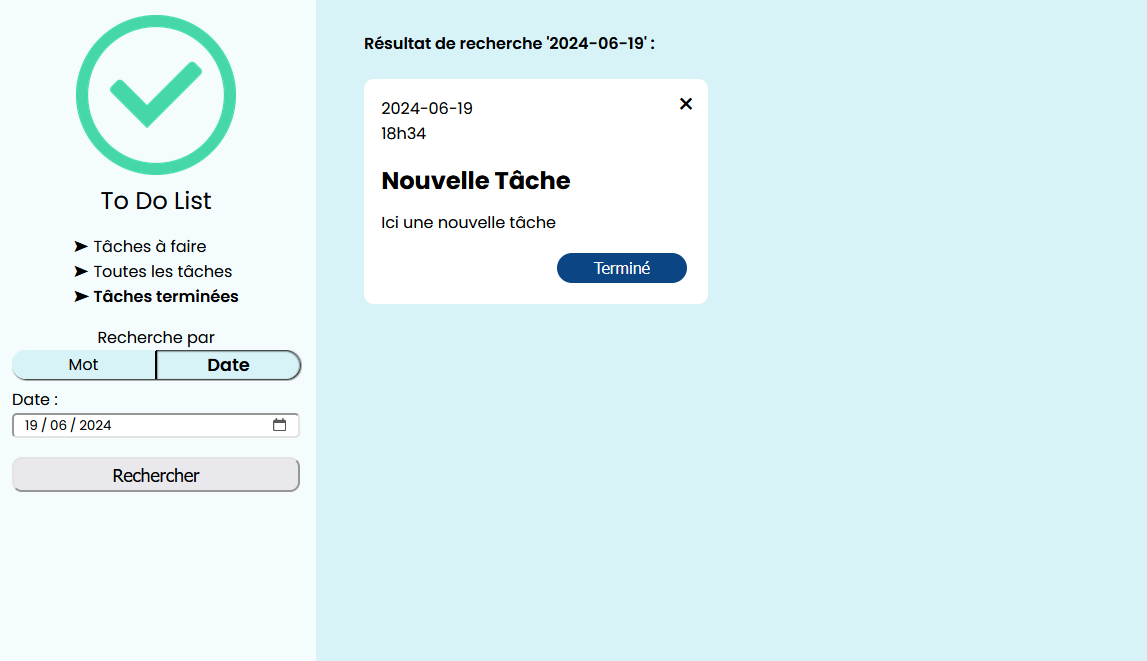 To Do List
➤ Tâches à faire
➤ Toutes les tâches
➤ Tâches terminées
Recherche par
Mot
Date
Date :
19 / 06 / 2024
Rechercher
Résultat de recherche '2024-06-19' :
2024-06-19
18h34
Nouvelle Tâche
Ici une nouvelle tâche
Terminé